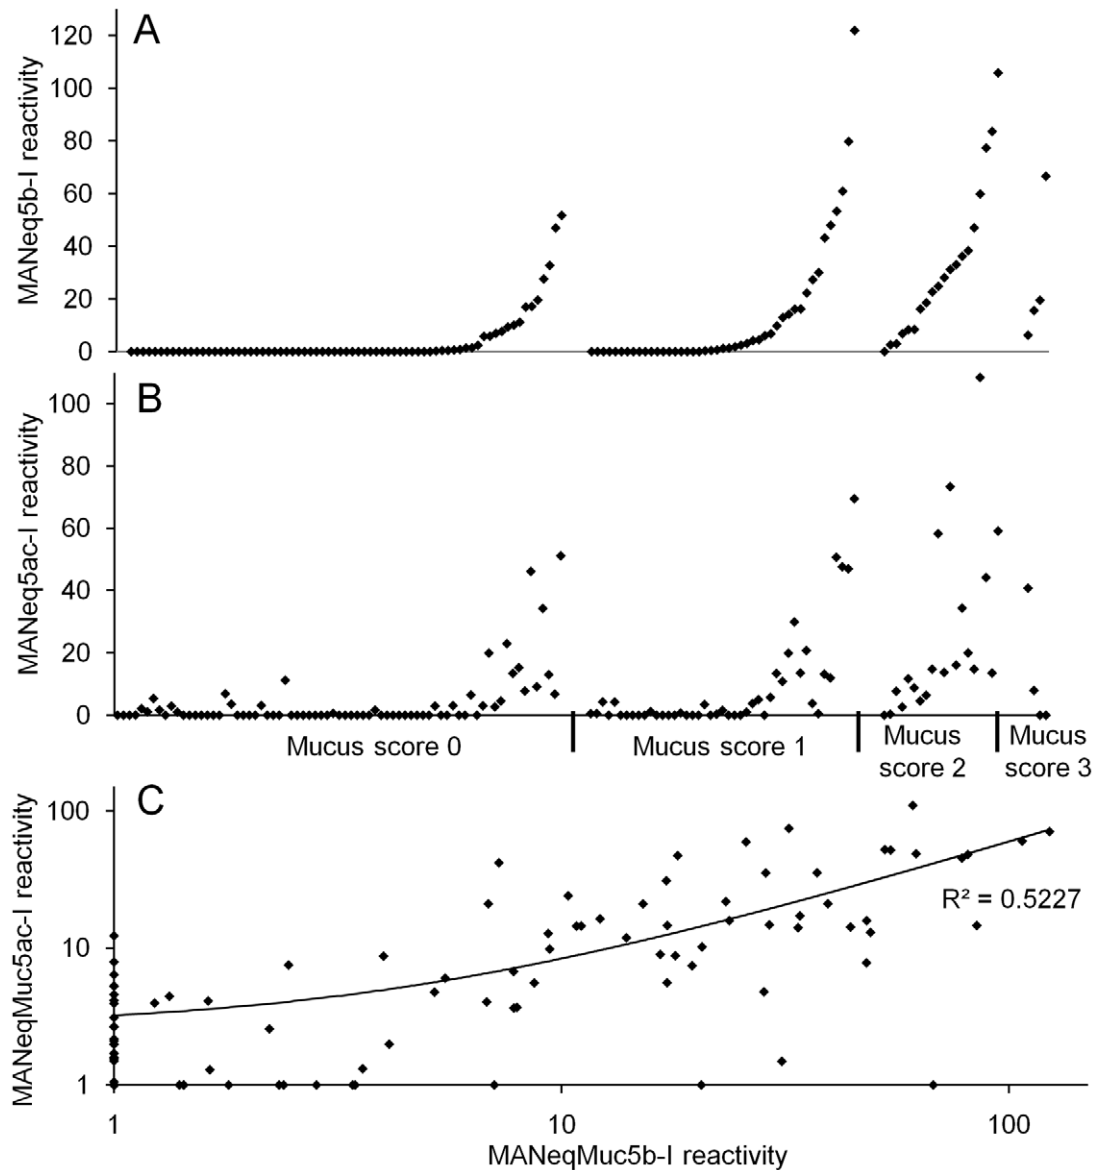 A
MANeq5b-I reactivity
120
100
80
60
40
20
0
B
MANeq5ac-I reactivity
100
80
60
40
20
0
Mucus score 0
Mucus score 1
Mucus
score 2
Mucus
score 3
C
MANeqMuc5ac-I reactivity
100
10
1
R² = 0.5227
1
10
100
MANeqMuc5b-I reactivity